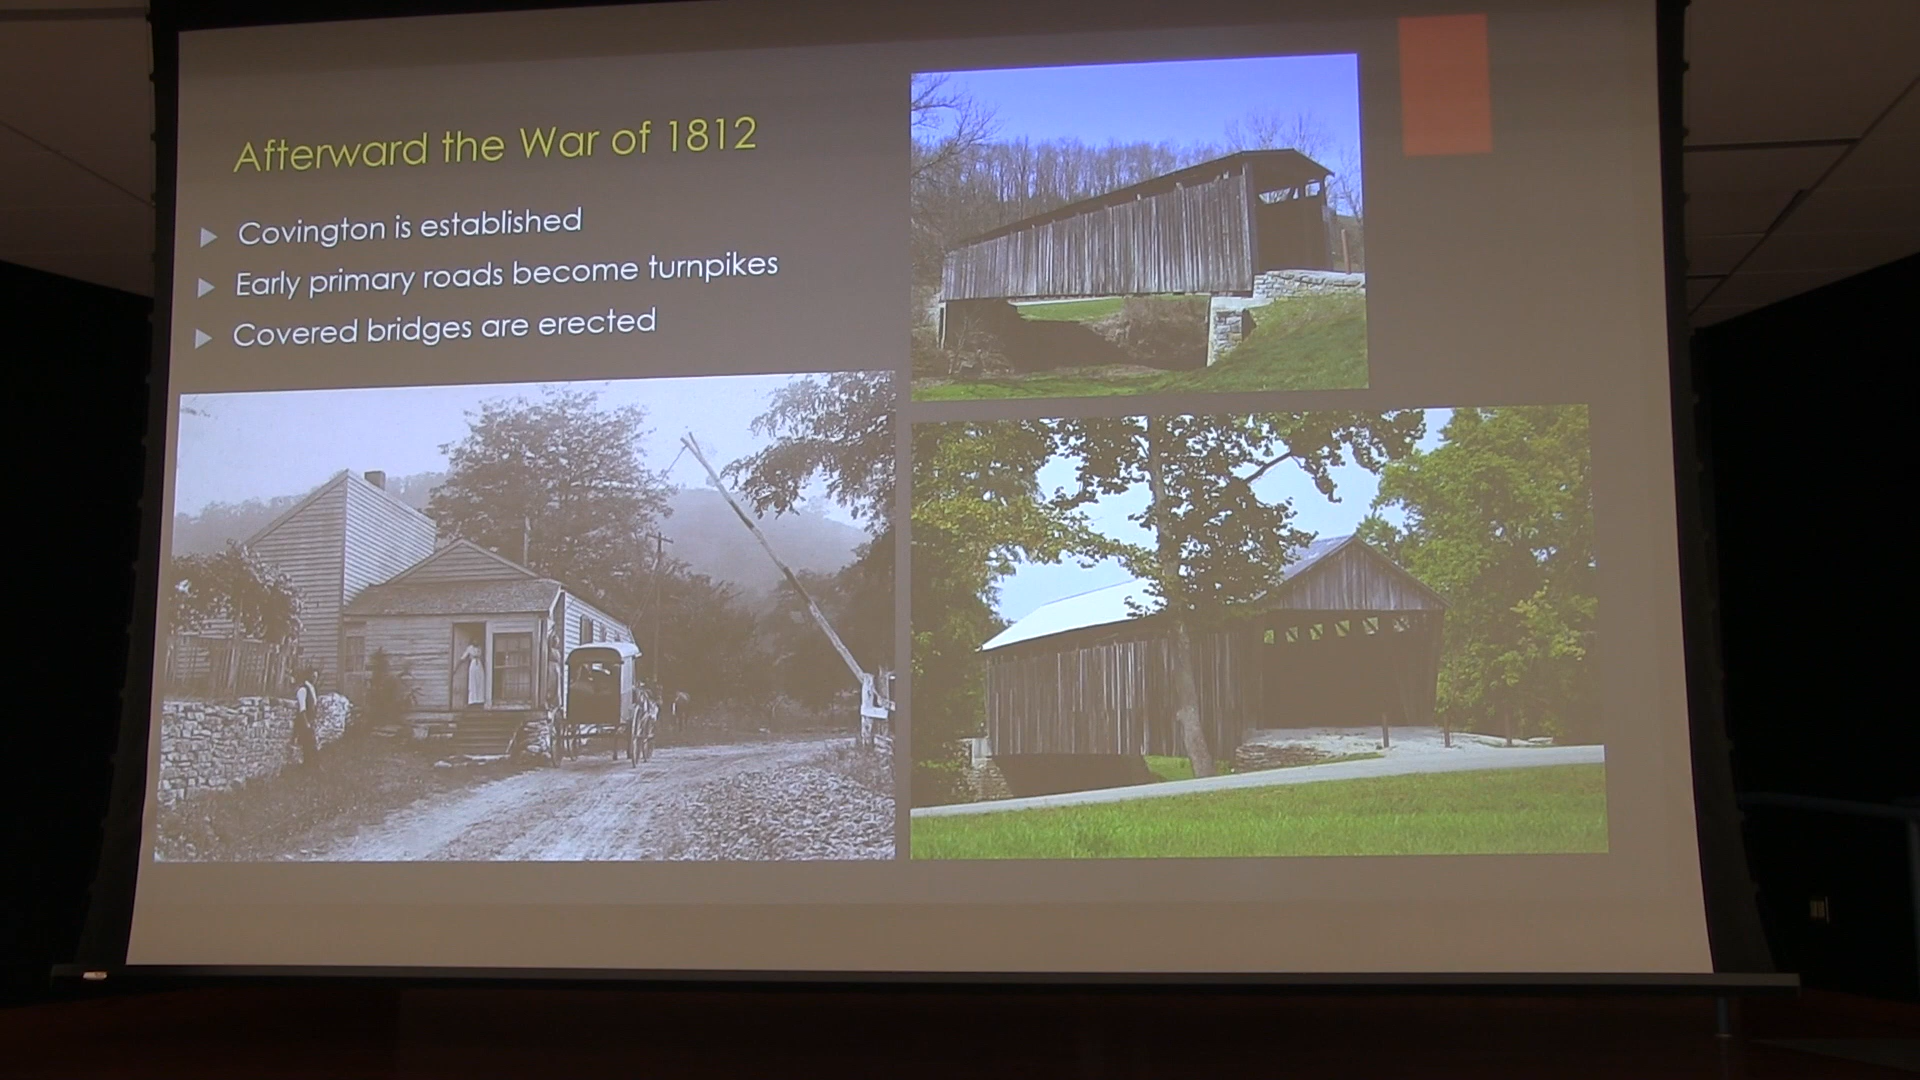 Afterward the War of 1812
Covington is established
Early primary roads become turnpikes
Covered bridges are erected